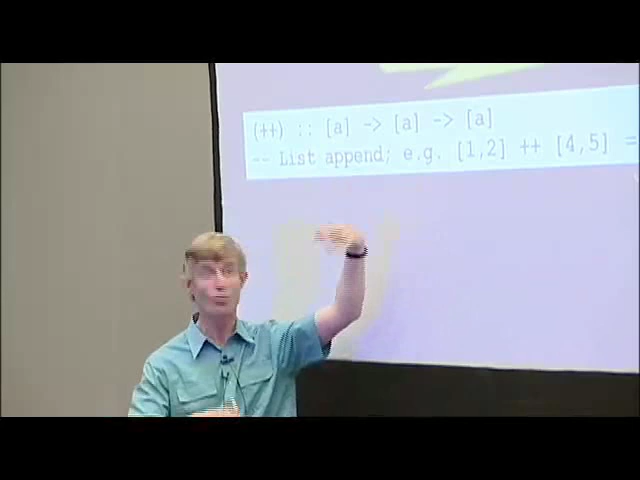 (++) :: [a] -> [a] -> [a]
-- List append; e.g. [1,2] ++ [4,5] =